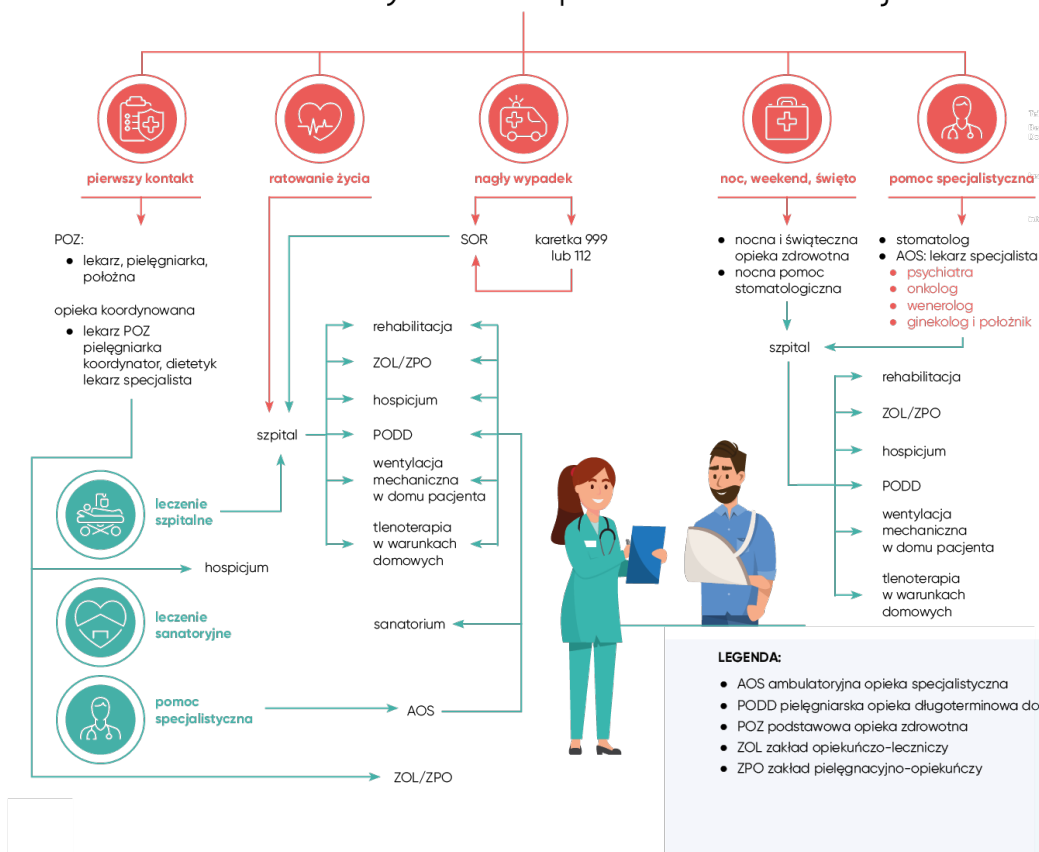 pierwszy kontakt
ratowanie życia
nagły wypadek
noc, weekend, święto
pomoc specjalistyczna
POZ:
● lekarz, pielęgniarka,
położna
opieka koordynowana
● lekarz POZ
pielęgniarka
koordynator, dietetyk
lekarz specjalista
SOR
karetka 999
lub 112
● nocna i świąteczna
opieka zdrowotna
● nocna pomoc
stomatologiczna
● stomatolog
● AOS: lekarz specjalista
● psychiatra
● onkolog
● wenerolog
● ginekolog i położnik
szpital
rehabilitacja
ZOL/ZPO
hospicjum
PODD
wentylacja
mechaniczna
w domu pacjenta
tlenoterapia
w warunkach
domowych
szpital
rehabilitacja
ZOL/ZPO
hospicjum
PODD
wentylacja
mechaniczna
w domu pacjenta
tlenoterapia
w warunkach
domowych
leczenie
szpitalne
hospicjum
leczenie
sanatoryjne
sanatorium
pomoc
specjalistyczna
AOS
ZOL/ZPO
LEGENDA:
● AOS ambulatoryjna opieka specjalistyczna
● PODD pielęgniarska opieka długoterminowa do
● POZ podstawowa opieka zdrowotna
● ZOL zakład opiekuńczo-leczniczy
● ZPO zakład pielęgnacyjno-opiekuńczy